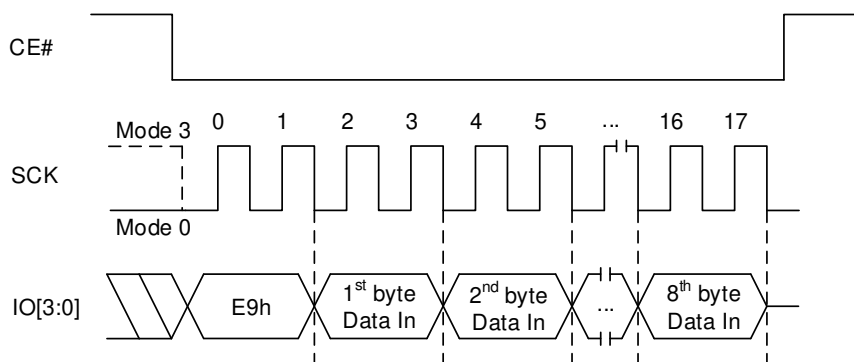 CE#
Mode 3
0 1 2 3 4 5 ... 16 17
SCK
Mode 0
IO[3:0]
E9h
1st byte
Data In
2nd byte
Data In
...
8th byte
Data In